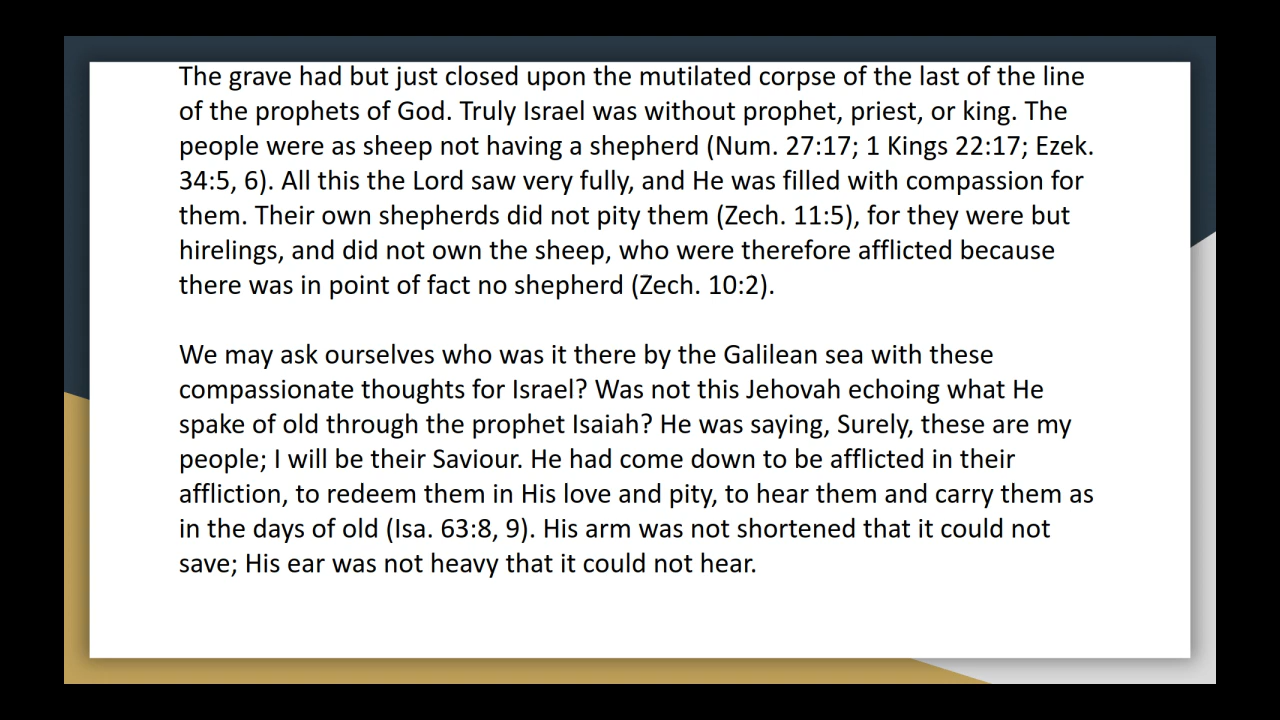 The grave had but just closed upon the mutilated corpse of the last of the line
of the prophets of God. Truly Israel was without prophet, priest, or king. The
people were as sheep not having a shepherd (Num. 27:17; 1 Kings 22:17; Ezek.
34:5, 6). All this the Lord saw very fully, and He was filled with compassion for
them. Their own shepherds did not pity them (Zech. 11:5), for they were but
hirelings, and did not own the sheep, who were therefore afflicted because
there was in point of fact no shepherd (Zech. 10:2).
We may ask ourselves who was it there by the Galilean sea with these
compassionate thoughts for Israel? Was not this Jehovah echoing what He
spake of old through the prophet Isaiah? He was saying, Surely, these are my
people; I will be their Saviour. He had come down to be afflicted in their
affliction, to redeem them in His love and pity, to hear them and carry them as
in the days of old (Isa. 63:8, 9). His arm was not shortened that it could not
save; His ear was not heavy that it could not hear.